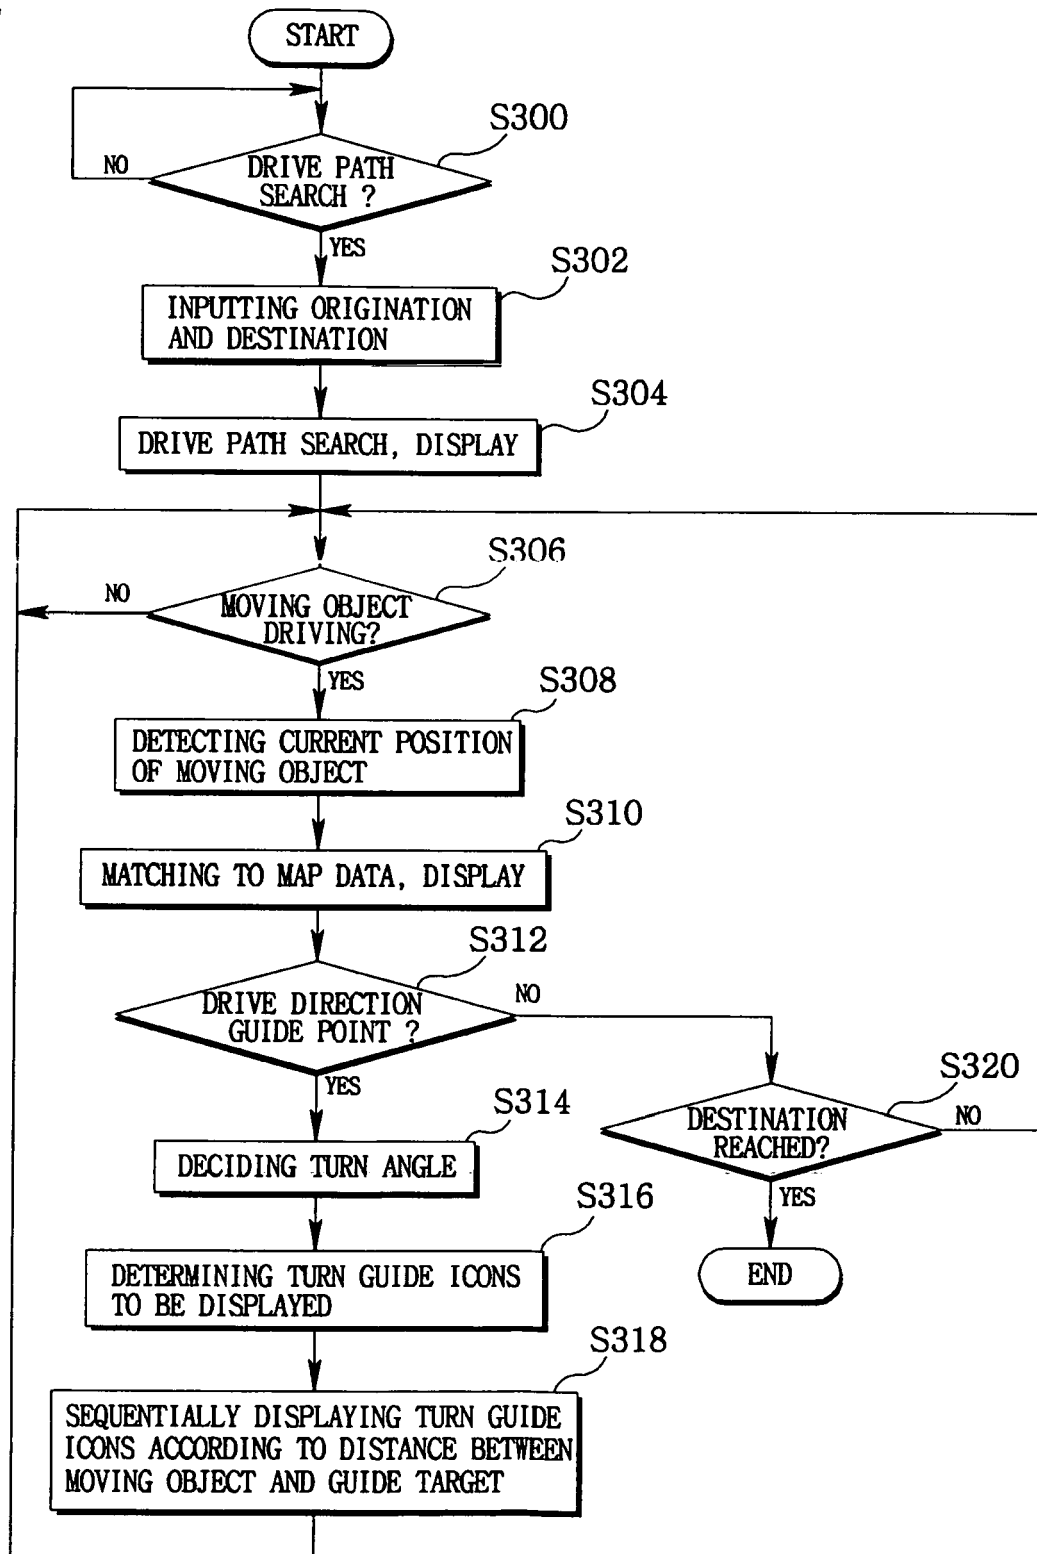 START
S300
NO
DRIVE PATH
SEARCH ?
YES
S302
INPUTTING ORIGINATION
AND DESTINATION
S304
DRIVE PATH SEARCH, DISPLAY
S306
NO
MOVING OBJECT
DRIVING?
YES
S308
DETECTING CURRENT POSITION
OF MOVING OBJECT
S310
MATCHING TO MAP DATA, DISPLAY
S312
DRIVE DIRECTION
GUIDE POINT ?
NO
YES
S320
DESTINATION
REACHED?
NO
YES
END
S314
DECIDING TURN ANGLE
S316
DETERMINING TURN GUIDE ICONS
TO BE DISPLAYED
S318
SEQUENTIALLY DISPLAYING TURN GUIDE
ICONS ACCORDING TO DISTANCE BETWEEN
MOVING OBJECT AND GUIDE TARGET